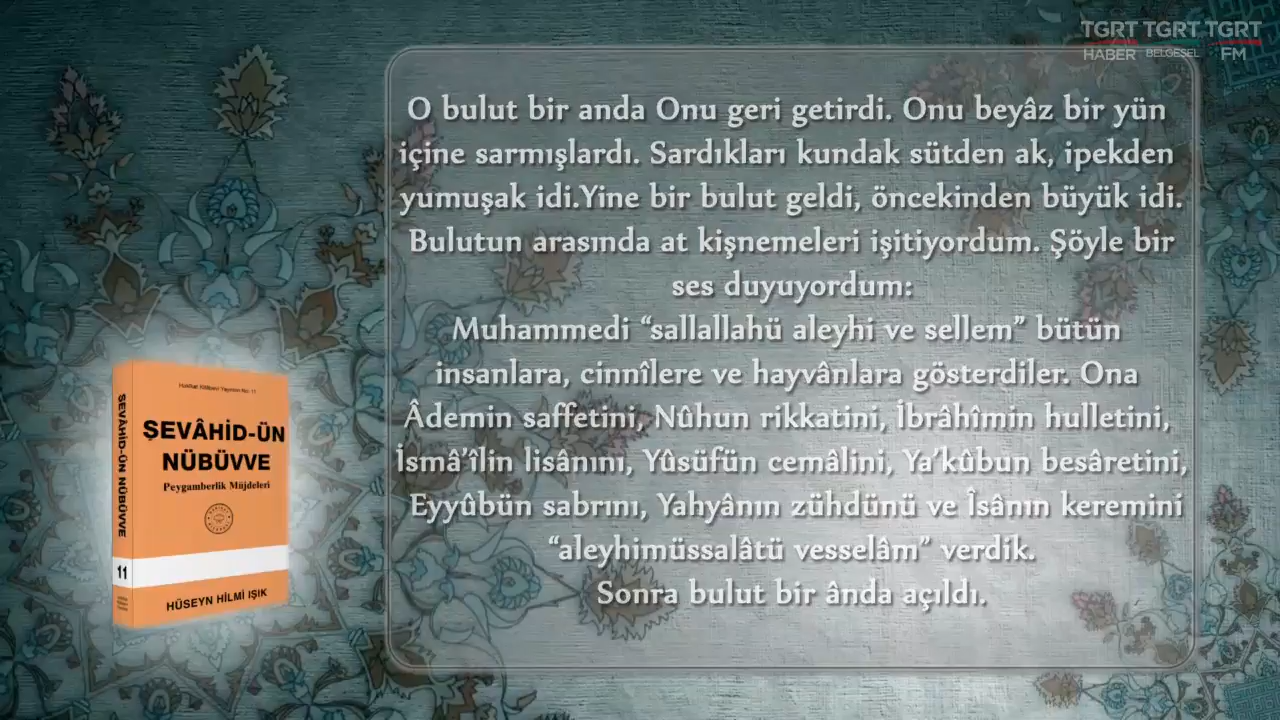 TGRT TGRT TGRT
HABER BELGESEL FM
O bulut bir anda Onu geri getirdi. Onu beyâz bir yün
içine sarmışlardı. Sardıkları kundak sütden ak, ipekden
yumuşak idi.Yine bir bulut geldi, öncekinden büyük idi.
Bulutun arasında at kişnemeleri işitiyordum. Şöyle bir
ses duyuyordum:
Muhammedi “sallallahü aleyhi ve sellem” bütün
insanlara, cinnîlere ve hayvânlara gösterdiler. Ona
Âdemin saffetini, Nûhun rikkatini, İbrâhîmin hulletini,
İsmâ’îlin lisânını, Yûsüfün cemâlini, Ya’kûbun besâretini,
Eyyûbün sabrını, Yahyânın zühdünü ve Îsânın keremini
“aleyhimüssalâtü vesselâm” verdik.
Sonra bulut bir ânda açıldı.
Hakîkat Kitâbevi Yayınları No: 11
ŞEVÂHİD-ÜN
NÜBÜVVE
Peygamberlik Müjdeleri
HÜSEYN HİLMİ IŞIK
ŞEVÂHİD-ÜN NÜBÜVVE
11